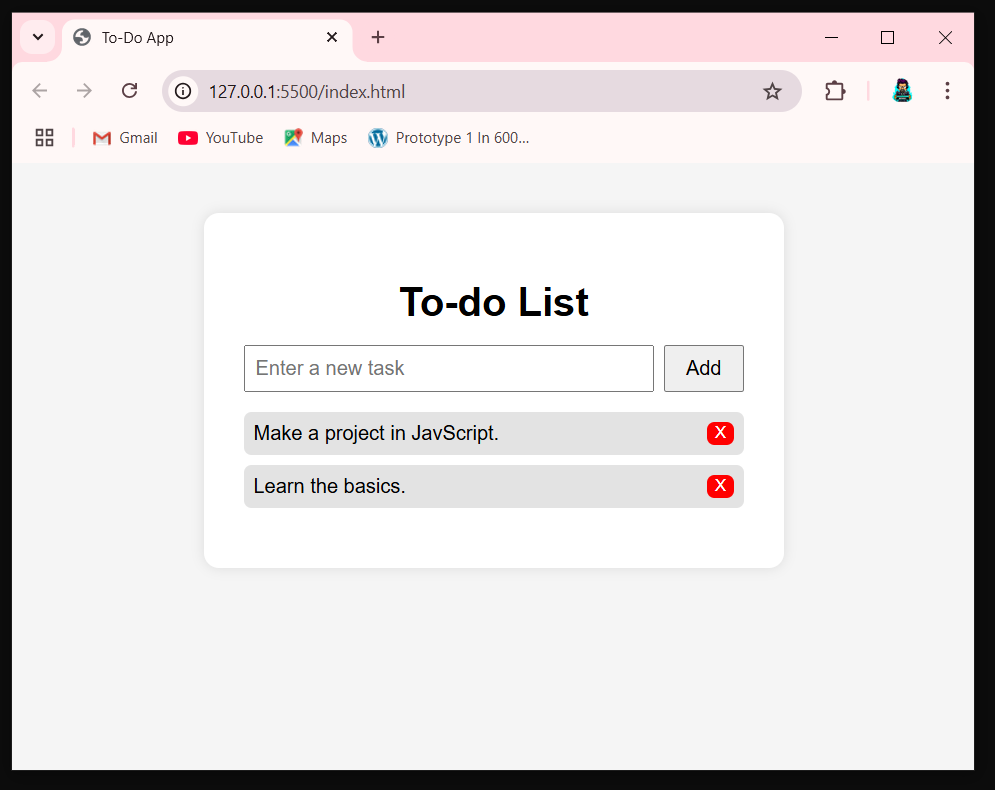 To-Do App
127.0.0.1:5500/index.html
Gmail YouTube Maps Prototype 1 In 600...
To-do List
Enter a new task Add
Make a project in JavScript. X
Learn the basics. X